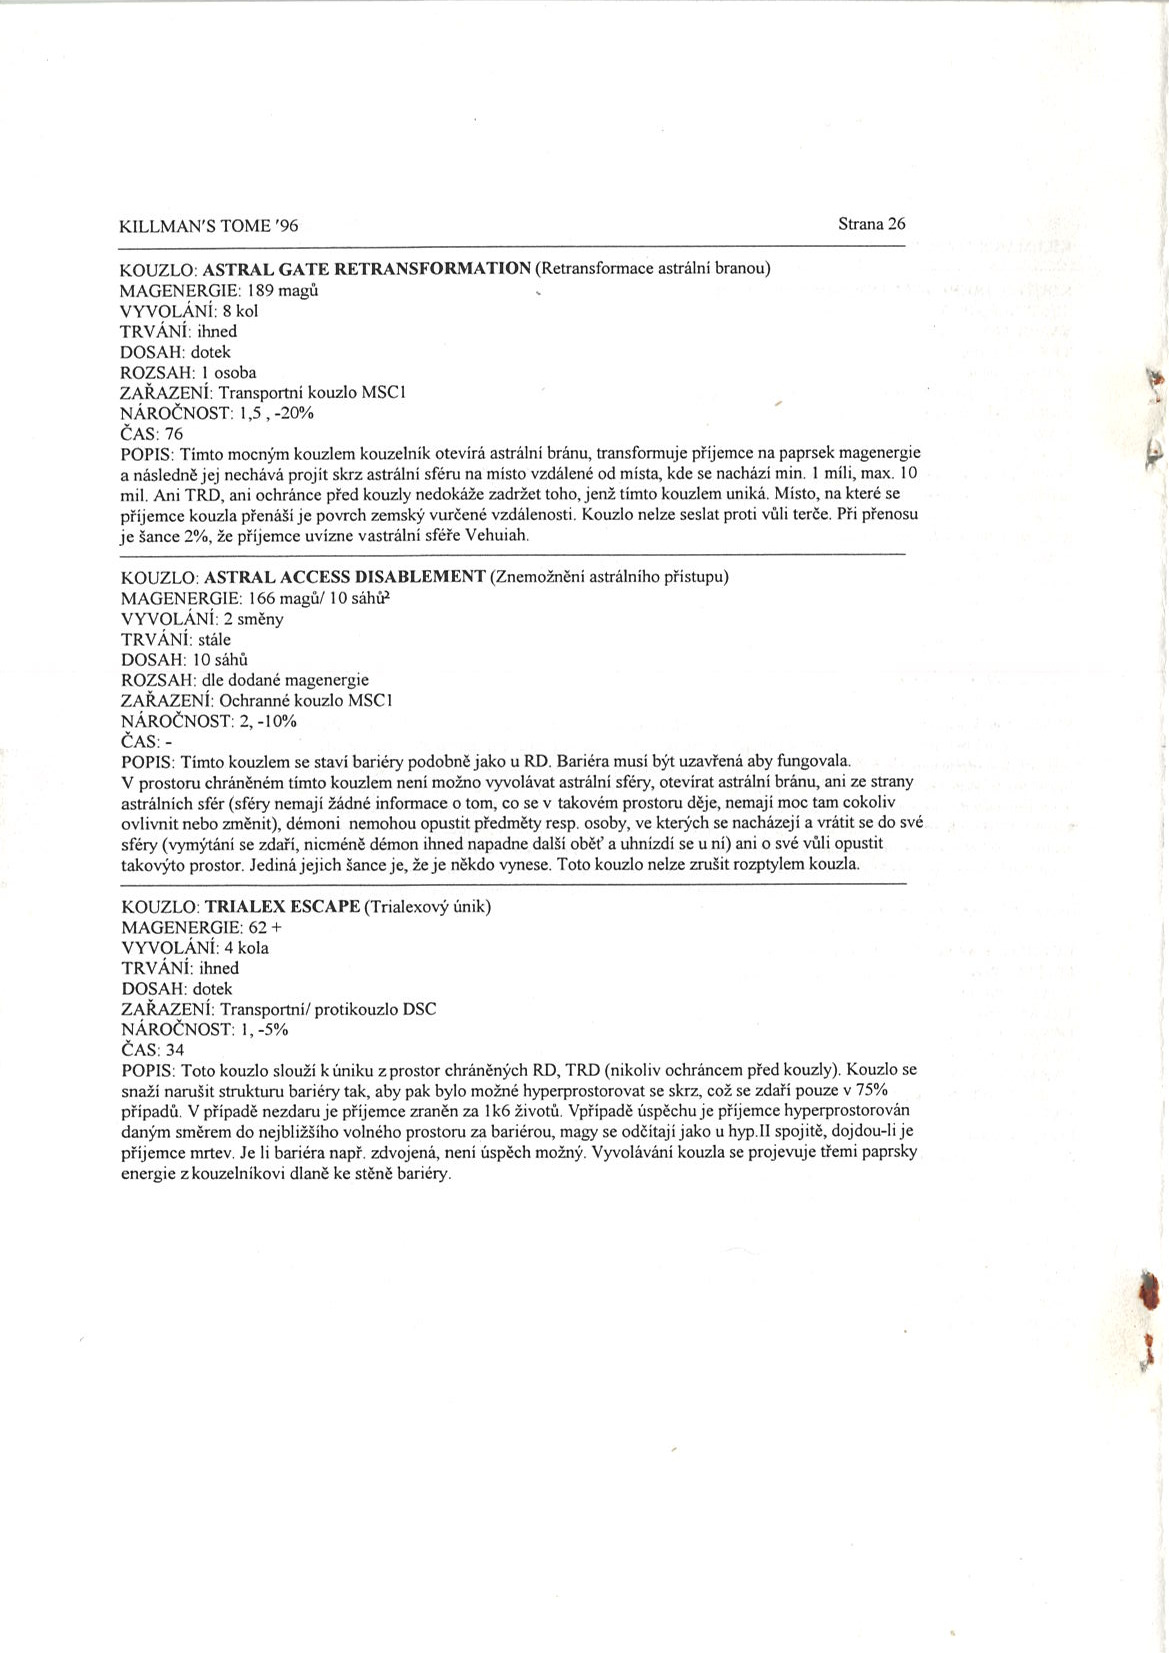 KILLMAN'S TOME '96 Strana 26
KOUZLO: ASTRAL GATE RETRANSFORMATION (Retransformace astrální branou)
MAGENERGIE: 189 magů
VYVOLÁNÍ: 8 kol
TRVÁNÍ: ihned
DOSAH: dotek
ROZSAH: 1 osoba
ZAŘAZENÍ: Transportní kouzlo MSC1
NÁROČNOST: 1,5 , -20%
ČAS: 76
POPIS: Tímto mocným kouzlem kouzelník otevírá astrální bránu, transformuje příjemce na paprsek magenergie
a následně jej nechává projít skrz astrální sféru na místo vzdálené od místa, kde se nachází min. 1 míli, max. 10
mil. Ani TRD, ani ochránce před kouzly nedokáže zadržet toho, jenž tímto kouzlem uniká. Místo, na které se
příjemce kouzla přenáší je povrch zemský vurčené vzdálenosti. Kouzlo nelze seslat proti vůli terče. Při přenosu
je šance 2%, že příjemce uvízne vastrální sféře Vehuiah.
KOUZLO: ASTRAL ACCESS DISABLEMENT (Znemožnění astrálního přístupu)
MAGENERGIE: 166 magů/ 10 sáhů²
VYVOLÁNÍ: 2 směny
TRVÁNÍ: stále
DOSAH: 10 sáhů
ROZSAH: dle dodané magenergie
ZAŘAZENÍ: Ochranné kouzlo MSC1
NÁROČNOST: 2, -10%
ČAS: -
POPIS: Tímto kouzlem se staví bariéry podobně jako u RD. Bariéra musí být uzavřená aby fungovala.
V prostoru chráněném tímto kouzlem není možno vyvolávat astrální sféry, otevírat astrální bránu, ani ze strany
astrálních sfér (sféry nemají žádné informace o tom, co se v takovém prostoru děje, nemají moc tam cokoliv
ovlivnit nebo změnit), démoni nemohou opustit předměty resp. osoby, ve kterých se nacházejí a vrátit se do své
sféry (vymýtání se zdaří, nicméně démon ihned napadne další oběť a uhnízdí se u ní) ani o své vůli opustit
takovýto prostor. Jediná jejich šance je, že je někdo vynese. Toto kouzlo nelze zrušit rozptylem kouzla.
KOUZLO: TRIALEX ESCAPE (Trialexový únik)
MAGENERGIE: 62 +
VYVOLÁNÍ: 4 kola
TRVÁNÍ: ihned
DOSAH: dotek
ZAŘAZENÍ: Transportní/ protikouzlo DSC
NÁROČNOST: 1, -5%
ČAS: 34
POPIS: Toto kouzlo slouží k úniku z prostor chráněných RD, TRD (nikoliv ochráncem před kouzly). Kouzlo se
snaží narušit strukturu bariéry tak, aby pak bylo možné hyperprostorovat se skrz, což se zdaří pouze v 75%
případů. V případě nezdaru je příjemce zraněn za 1k6 životů. Vpřípadě úspěchu je příjemce hyperprostorován
daným směrem do nejbližšího volného prostoru za bariérou, magy se odčítají jako u hyp.II spojitě, dojdou-li je
příjemce mrtev. Je li bariéra např. zdvojená, není úspěch možný. Vyvolávání kouzla se projevuje třemi paprsky
energie z kouzelníkovi dlaně ke stěně bariéry.